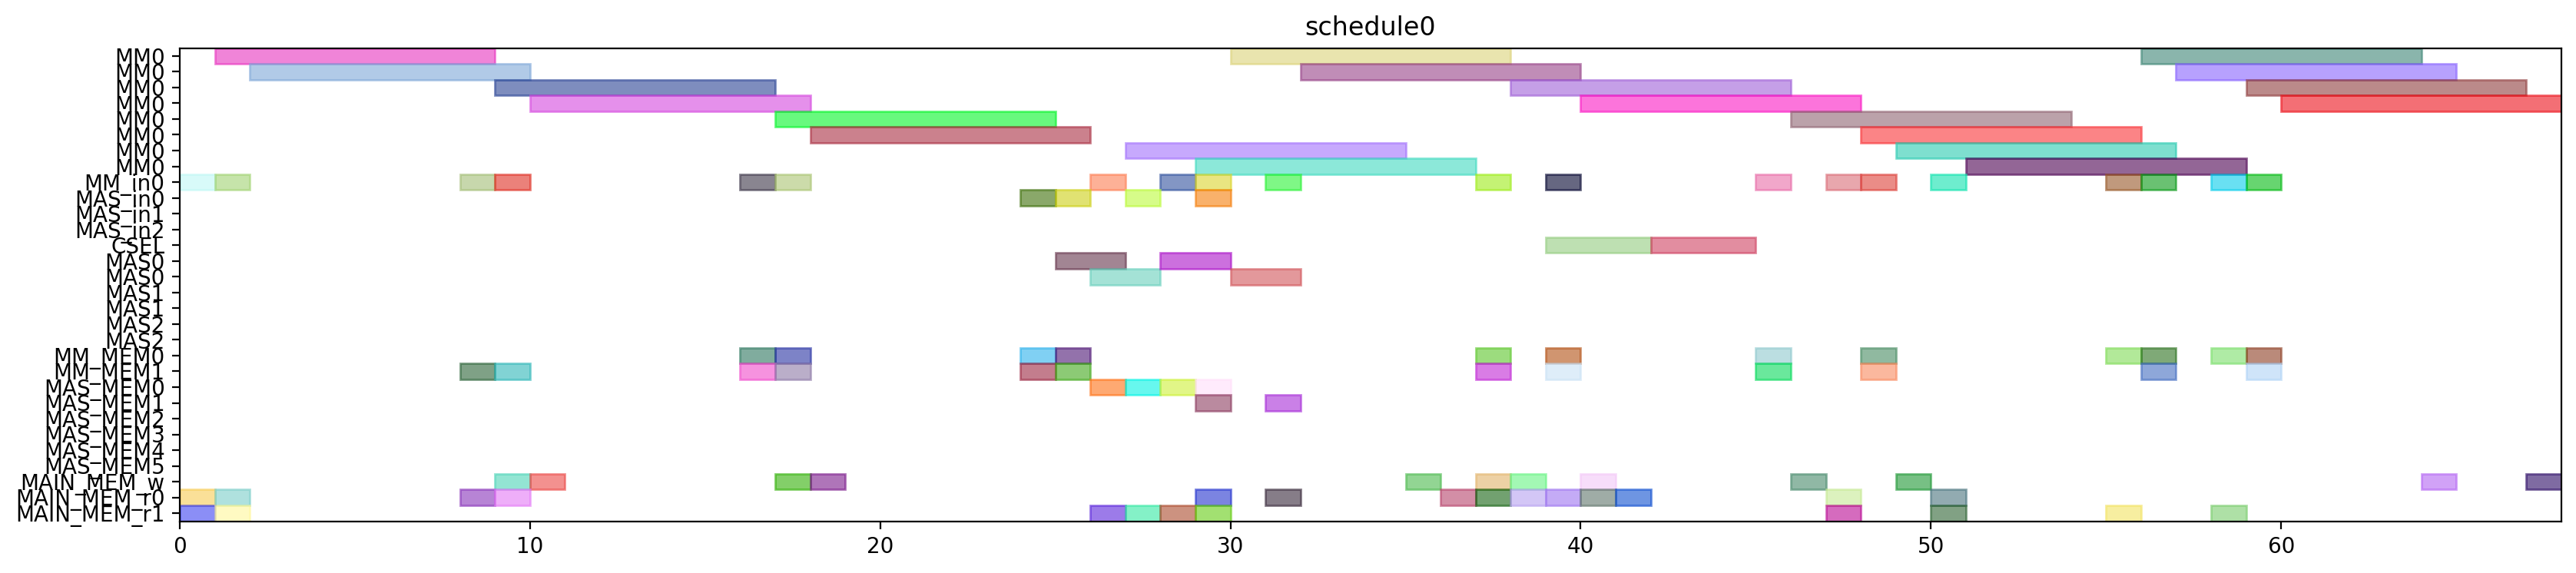 schedule0
MM0
MM0
MM0
MM0
MM0
MM0
MM0
MM0
MM_in0
MAS_in0
MAS_in1
MAS_in2
CSEL
MAS0
MAS0
MAS1
MAS1
MAS2
MAS2
MM_MEM0
MM_MEM1
MAS_MEM0
MAS_MEM1
MAS_MEM2
MAS_MEM3
MAS_MEM4
MAS_MEM5
MAIN_MEM_w
MAIN_MEM_r0
MAIN_MEM_r1
0 10 20 30 40 50 60